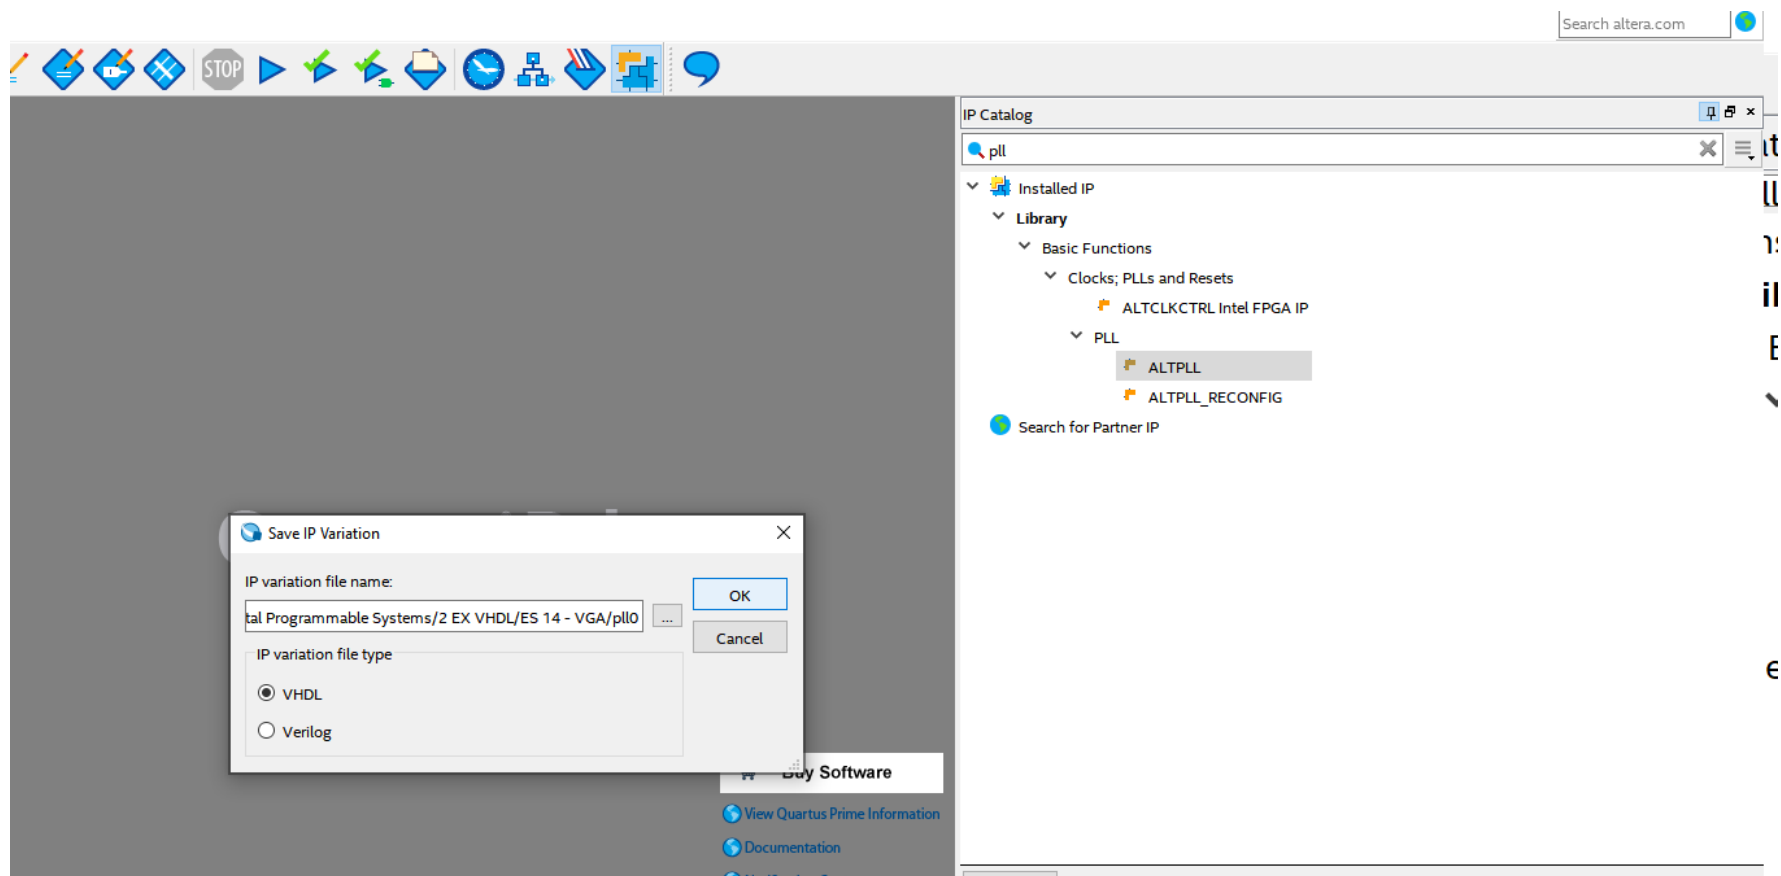 Search altera.com
STOP
IP Catalog
pll
Installed IP
Library
Basic Functions
Clocks; PLLs and Resets
ALTCLKCTRL Intel FPGA IP
PLL
ALTPLL
ALTPLL_RECONFIG
Search for Partner IP
Save IP Variation
IP variation file name:
tal Programmable Systems/2 EX VHDL/ES 14 - VGA/pll0
...
OK
Cancel
IP variation file type
VHDL
Verilog
Buy Software
View Quartus Prime Information
Documentation